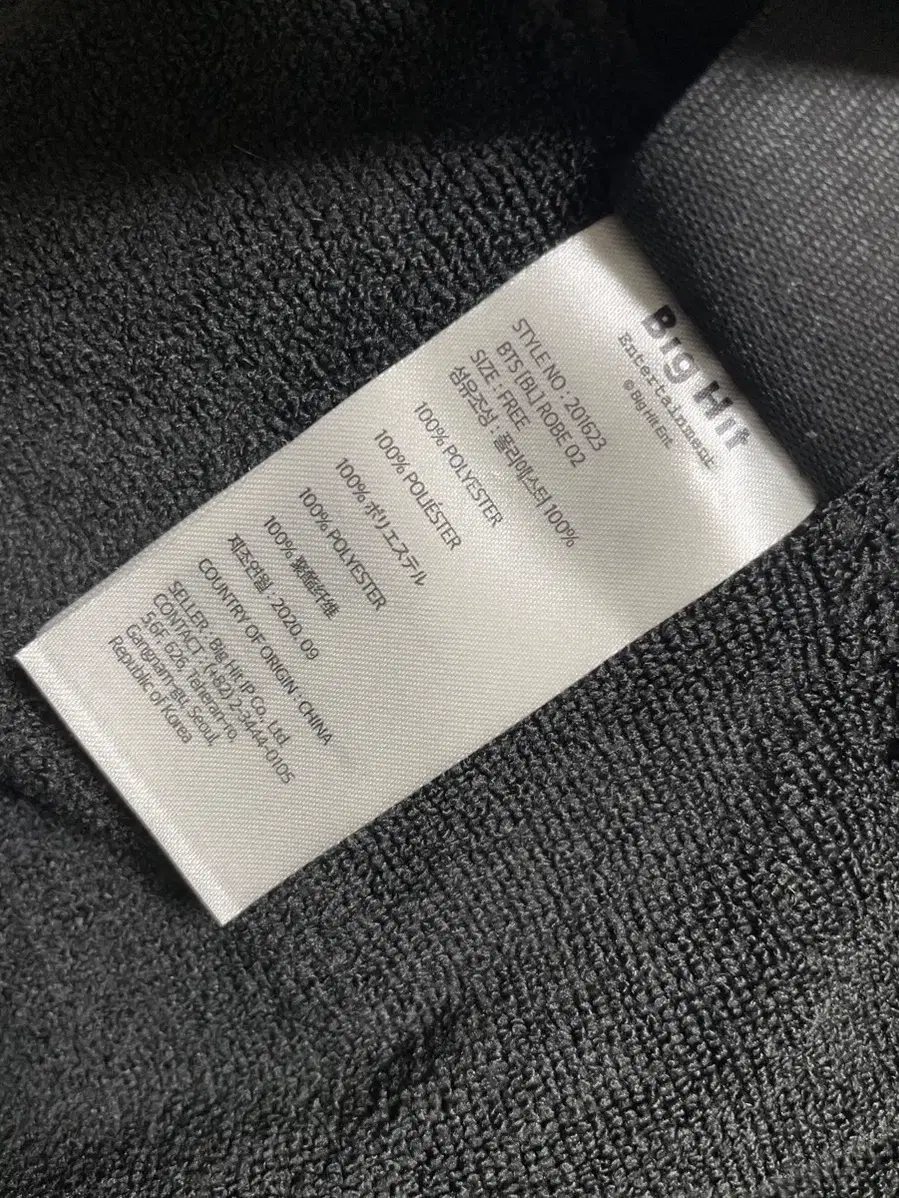 Big Hit
Entertainment
© Big Hit Ent.
STYLE NO : 201623
BTS [BL] ROBE 02
SIZE : FREE
섬유조성 : 폴리에스터 100%
100% POLYESTER
100% POLIÉSTER
100% ポリエステル
100% POLYESTER
100% 聚酯纤维
제조연월 : 2020. 09
COUNTRY OF ORIGIN : CHINA
SELLER : Big Hit IP Co., Ltd.
CONTACT : (+82) 2-3444-0105
5.6F, 626, Teheran-ro,
Gangnam-gu, Seoul,
Republic of Korea